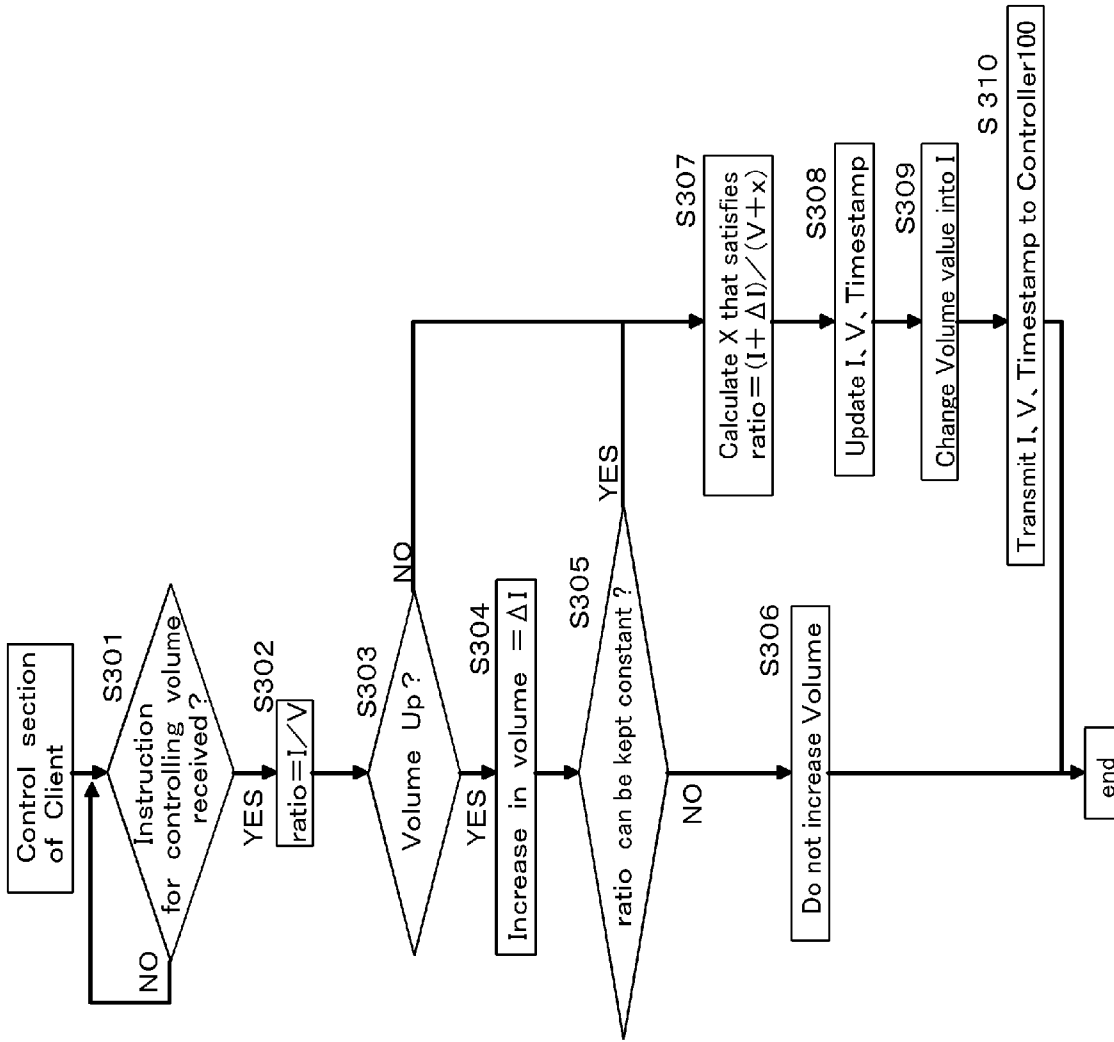 Control section
of Client
S301
Instruction
for controlling volume
received?
NO
YES
S302
ratio=I/V
S303
Volume Up?
NO
YES
S304
Increase in volume =ΔI
S305
ratio can be kept constant?
YES
NO
S306
Do not increase Volume
S307
Calculate X that satisfies
ratio=(I+ΔI)/(V+x)
S308
Update I、V、Timestamp
S309
Change Volume value into I
S310
Transmit I、V、Timestamp to Controller100
end